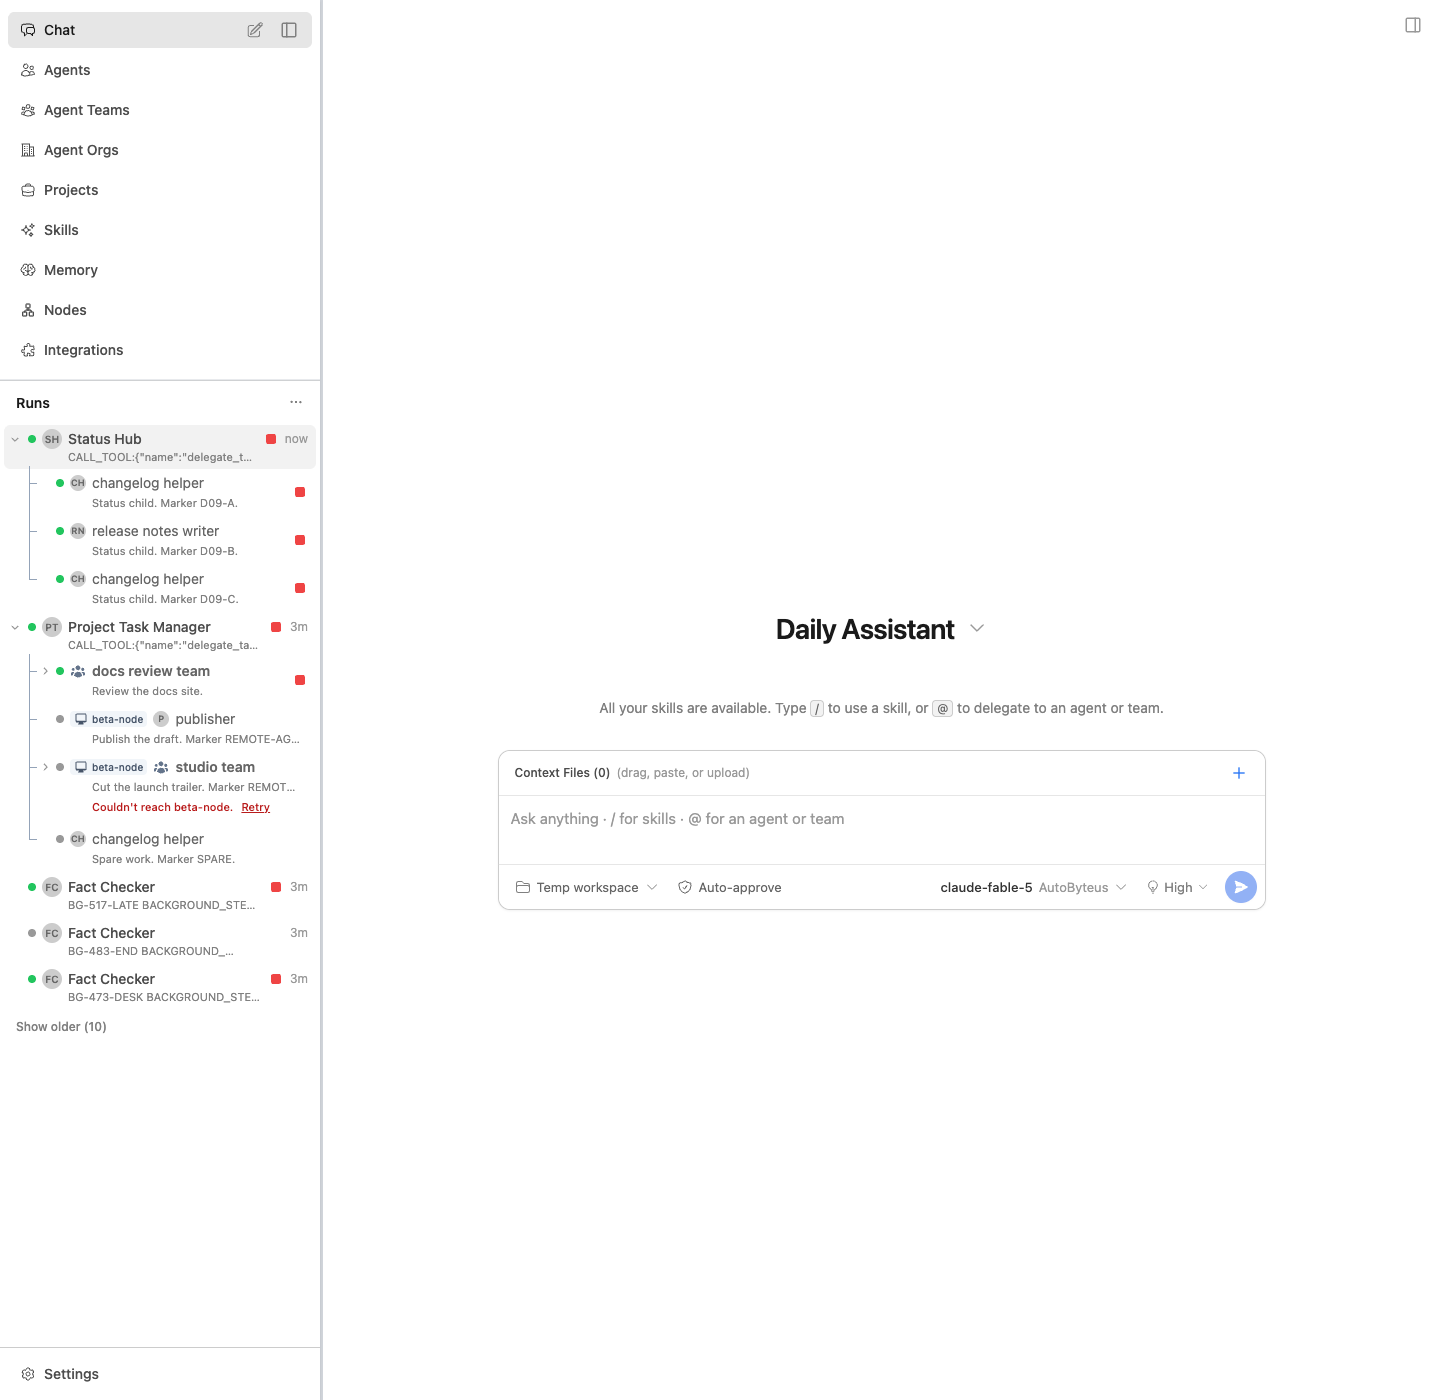 Chat
Agents
Agent Teams
Agent Orgs
Projects
Skills
Memory
Nodes
Integrations
Runs
SH Status Hub now
CALL_TOOL:{"name":"delegate_t...
CH changelog helper
Status child. Marker D09-A.
RN release notes writer
Status child. Marker D09-B.
CH changelog helper
Status child. Marker D09-C.
PT Project Task Manager 3m
CALL_TOOL:{"name":"delegate_ta...
docs review team
Review the docs site.
beta-node P publisher
Publish the draft. Marker REMOTE-AG...
beta-node studio team
Cut the launch trailer. Marker REMOT...
Couldn't reach beta-node. Retry
CH changelog helper
Spare work. Marker SPARE.
FC Fact Checker 3m
BG-517-LATE BACKGROUND_STE...
FC Fact Checker 3m
BG-483-END BACKGROUND_...
FC Fact Checker 3m
BG-473-DESK BACKGROUND_STE...
Show older (10)
Settings
Daily Assistant
All your skills are available. Type / to use a skill, or @ to delegate to an agent or team.
Context Files (0) (drag, paste, or upload)
Ask anything · / for skills · @ for an agent or team
Temp workspace Auto-approve claude-fable-5 AutoByteus High